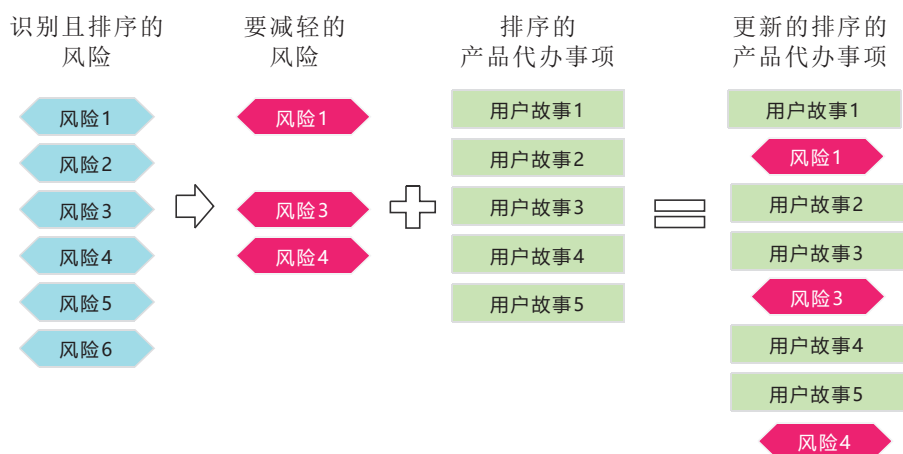 识别且排序的
风险
风险1
风险2
风险3
风险4
风险5
风险6
要减轻的
风险
风险1
风险3
风险4
排序的
产品代办事项
用户故事1
用户故事2
用户故事3
用户故事4
用户故事5
更新的排序的
产品代办事项
用户故事1
风险1
用户故事2
用户故事3
风险3
用户故事4
用户故事5
风险4